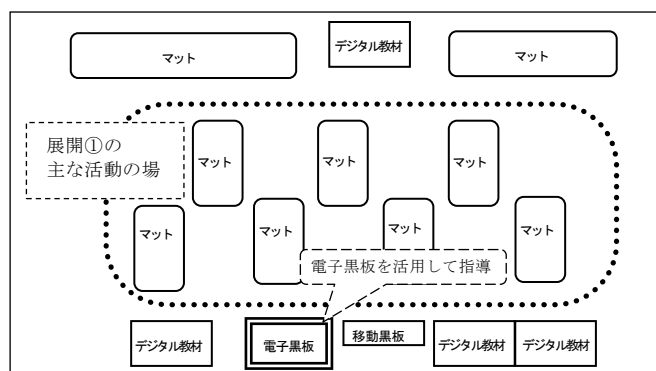 デジタル教材
マット
マット
展開①の
主な活動の場
マット
マット
マット
マット
マット
マット
マット
電子黒板を活用して指導
デジタル教材
電子黒板
移動黒板
デジタル教材
デジタル教材